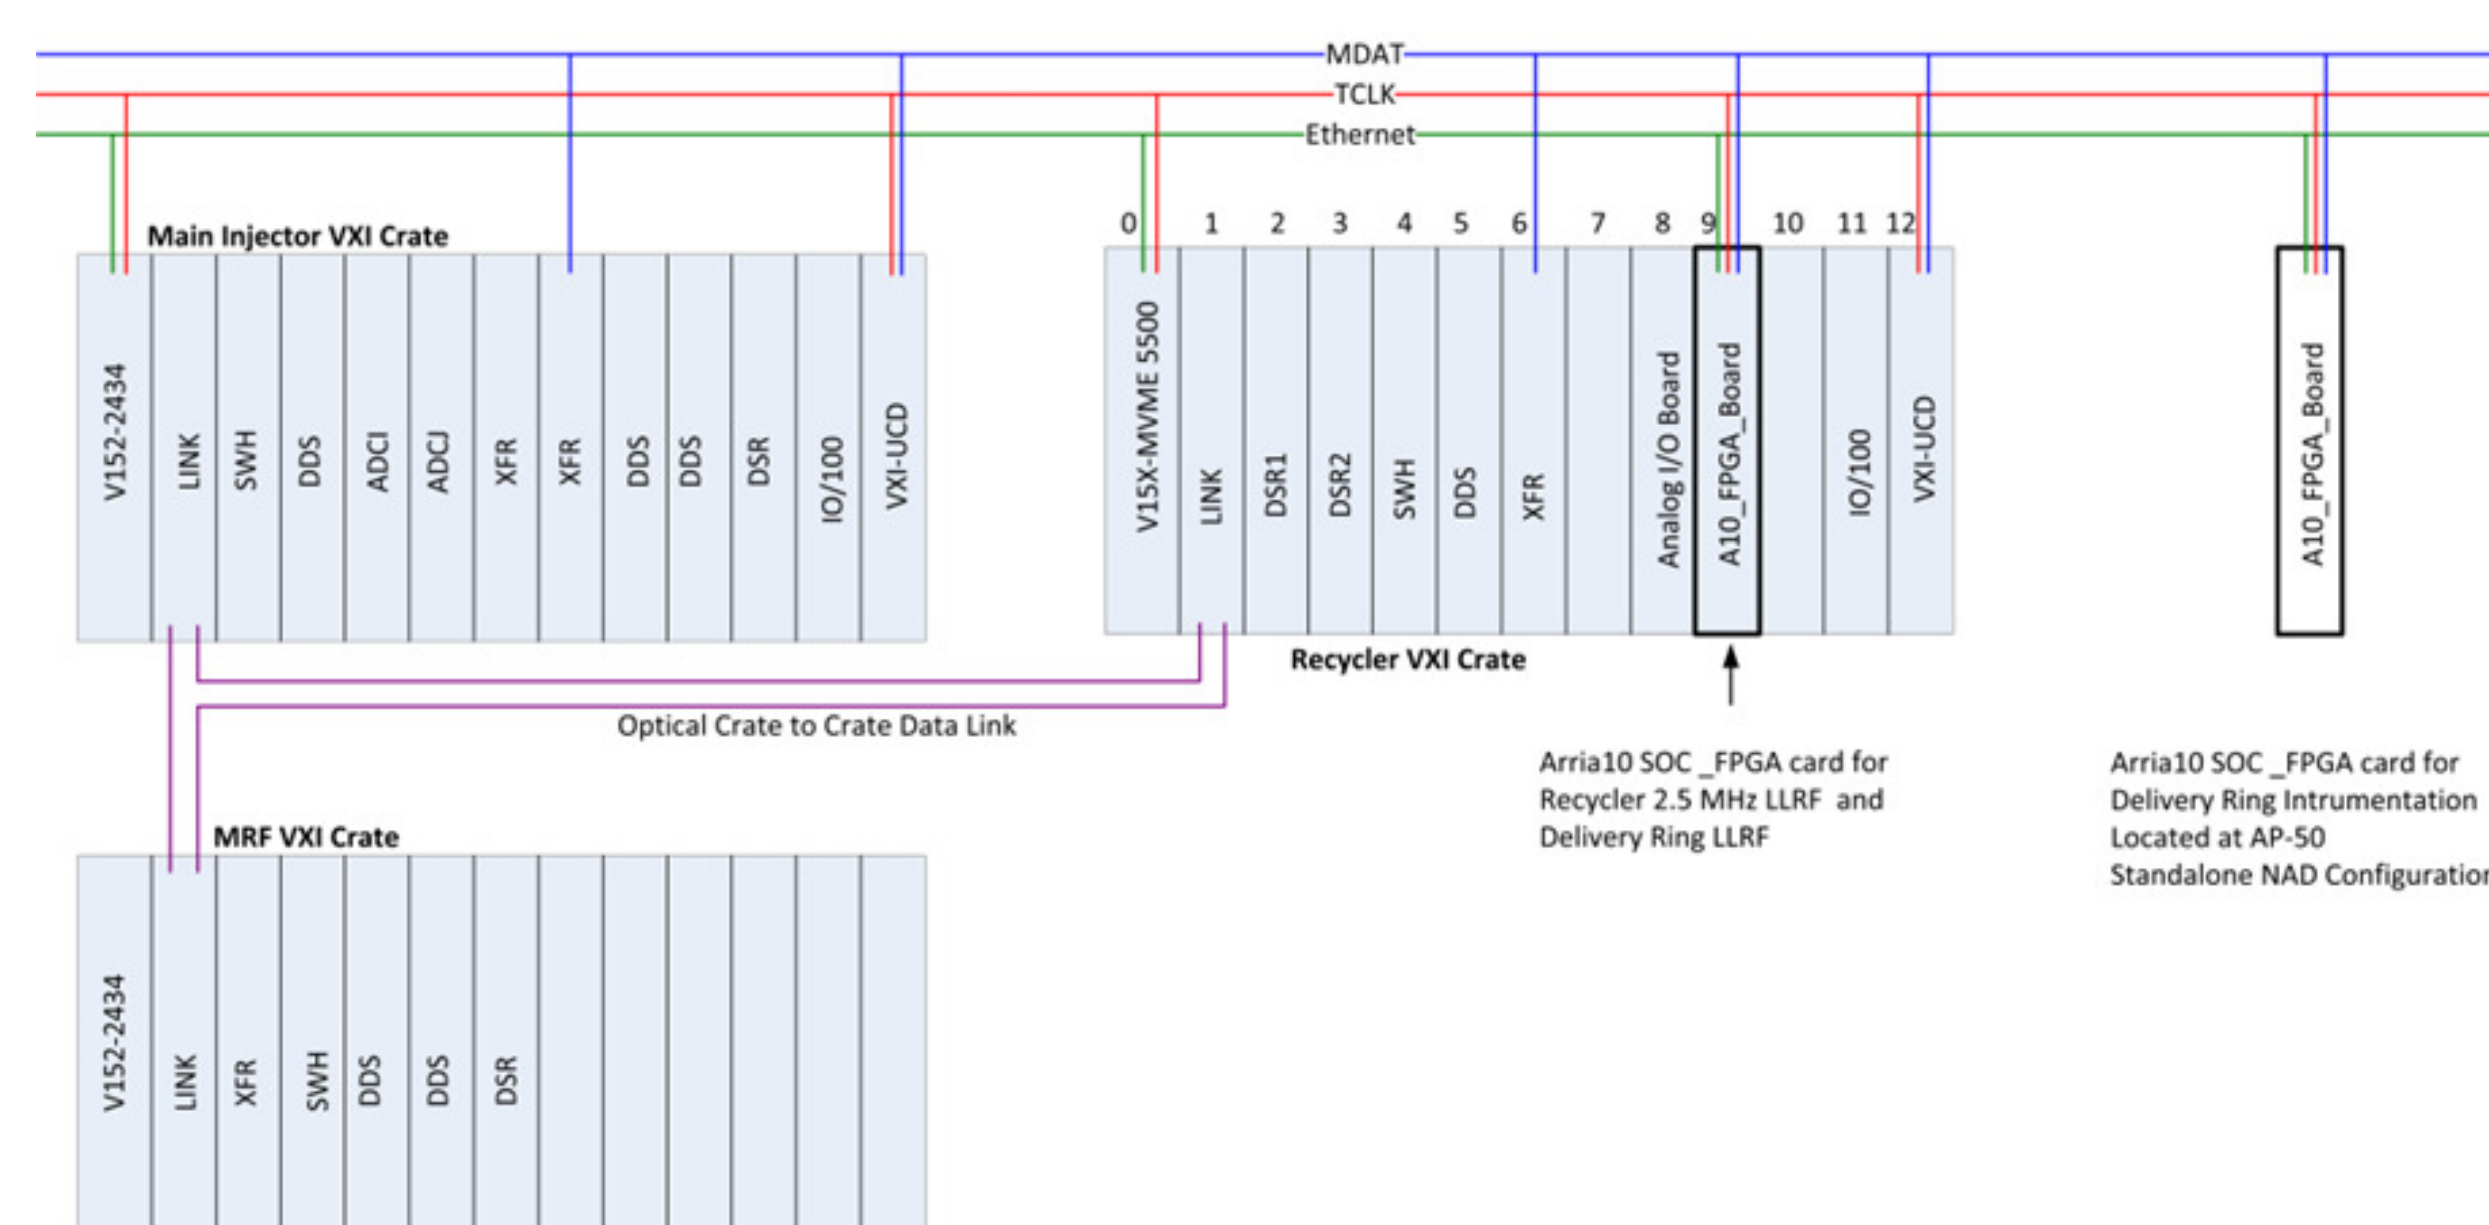 MDAT
TCLK
Ethernet
Main Injector VXI Crate
V152-2434
LINK
SWH
DDS
ADCI
ADCJ
XFR
XFR
DDS
DDS
DSR
IO/100
VXI-UCD
0 1 2 3 4 5 6 7 8 9 10 11 12
V15X-MVME 5500
LINK
DSR1
DSR2
SWH
DDS
XFR
Analog I/O Board
A10_FPGA_Board
IO/100
VXI-UCD
A10_FPGA_Board
Recycler VXI Crate
Optical Crate to Crate Data Link
Arria10 SOC _FPGA card for
Recycler 2.5 MHz LLRF and
Delivery Ring LLRF
Arria10 SOC _FPGA card for
Delivery Ring Intrumentation
Located at AP-50
Standalone NAD Configuration
MRF VXI Crate
V152-2434
LINK
XFR
SWH
DDS
DDS
DSR